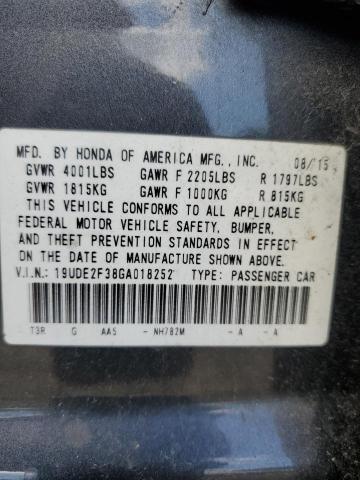 MFD. BY HONDA OF AMERICA MFG., INC. 08/15
GVWR 4001LBS GAWR F 2205LBS R 1797LBS
GVWR 1815KG GAWR F 1000KG R 815KG
THIS VEHICLE CONFORMS TO ALL APPLICABLE
FEDERAL MOTOR VEHICLE SAFETY, BUMPER,
AND THEFT PREVENTION STANDARDS IN EFFECT
ON THE DATE OF MANUFACTURE SHOWN ABOVE.
V.I.N.: 19UDE2F38GA018252 TYPE: PASSENGER CAR
T3R G AA5 - NH782M - A - A